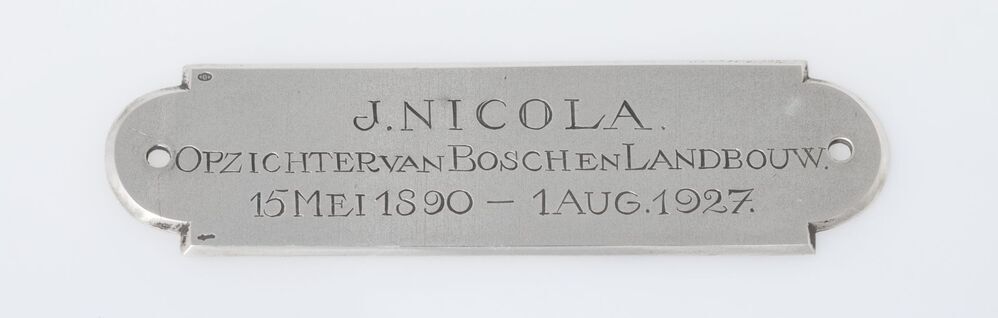 J. NICOLA.
OPZICHTER VAN BOSCH EN LANDBOUW.
15 MEI 1890 – 1 AUG. 1927.